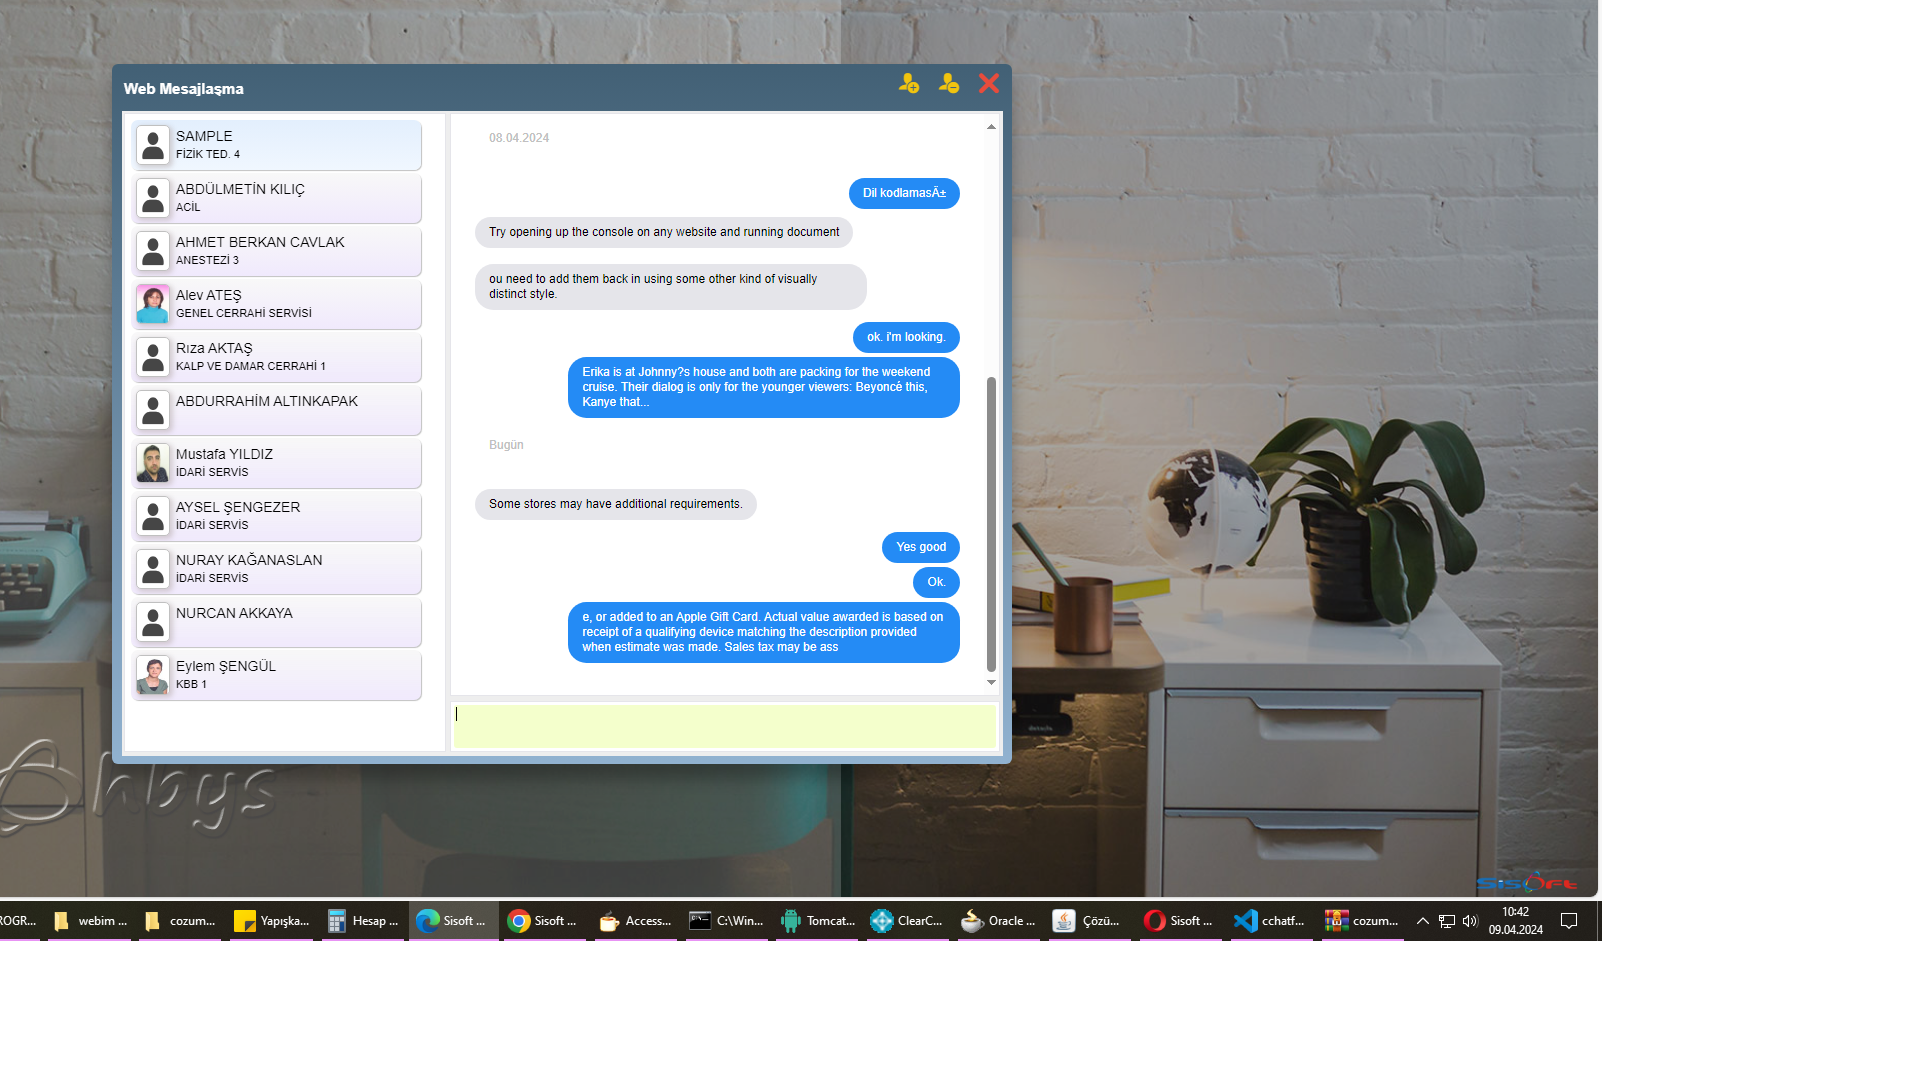 Web Mesajlaşma
SAMPLE
FİZİK TED. 4
ABDÜLMETİN KILIÇ
ACİL
AHMET BERKAN CAVLAK
ANESTEZİ 3
Alev ATEŞ
GENEL CERRAHİ SERVİSİ
Rıza AKTAŞ
KALP VE DAMAR CERRAHİ 1
ABDURRAHİM ALTINKAPAK
Mustafa YILDIZ
İDARİ SERVİS
AYSEL ŞENGEZER
İDARİ SERVİS
NURAY KAĞANASLAN
İDARİ SERVİS
NURCAN AKKAYA
Eylem ŞENGÜL
KBB 1
08.04.2024
Dil kodlamasÄ±
Try opening up the console on any website and running document
ou need to add them back in using some other kind of visually
distinct style.
ok. i'm looking.
Erika is at Johnny?s house and both are packing for the weekend
cruise. Their dialog is only for the younger viewers: Beyoncé this,
Kanye that...
Bugün
Some stores may have additional requirements.
Yes good
Ok.
e, or added to an Apple Gift Card. Actual value awarded is based on
receipt of a qualifying device matching the description provided
when estimate was made. Sales tax may be ass
hbys
SisOft
ROGR...
webim ...
cozum...
Yapışka...
Hesap ...
Sisoft ...
Sisoft ...
Access...
C:\Win...
Tomcat...
ClearC...
Oracle ...
Çözü...
Sisoft ...
cchatf...
cozum...
10:42
09.04.2024